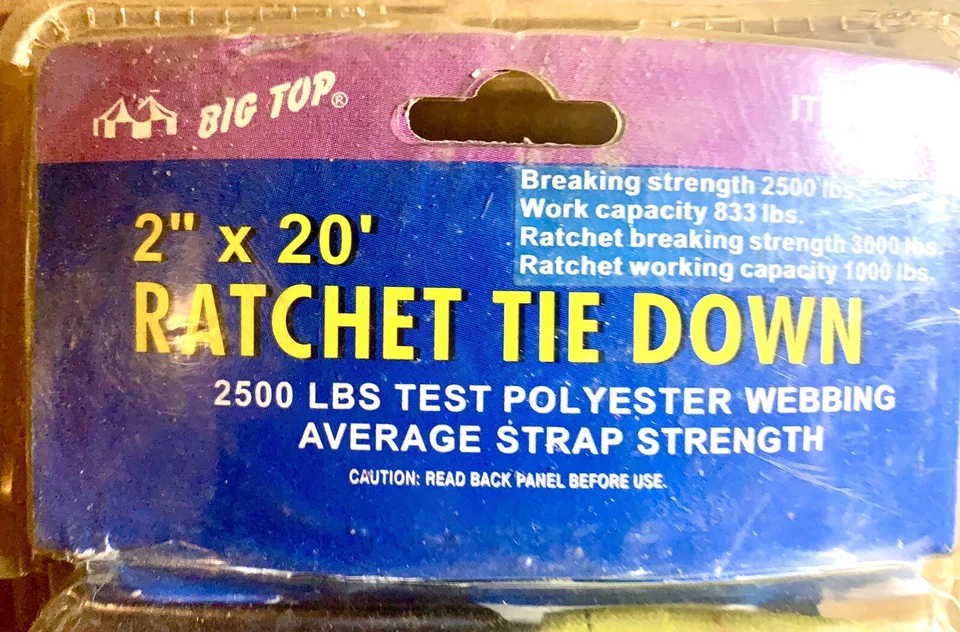 BIG TOP®
IT
Breaking strength 2500 lbs.
Work capacity 833 lbs.
Ratchet breaking strength 3000 lbs.
Ratchet working capacity 1000 lbs.
2" x 20'
RATCHET TIE DOWN
2500 LBS TEST POLYESTER WEBBING
AVERAGE STRAP STRENGTH
CAUTION: READ BACK PANEL BEFORE USE.